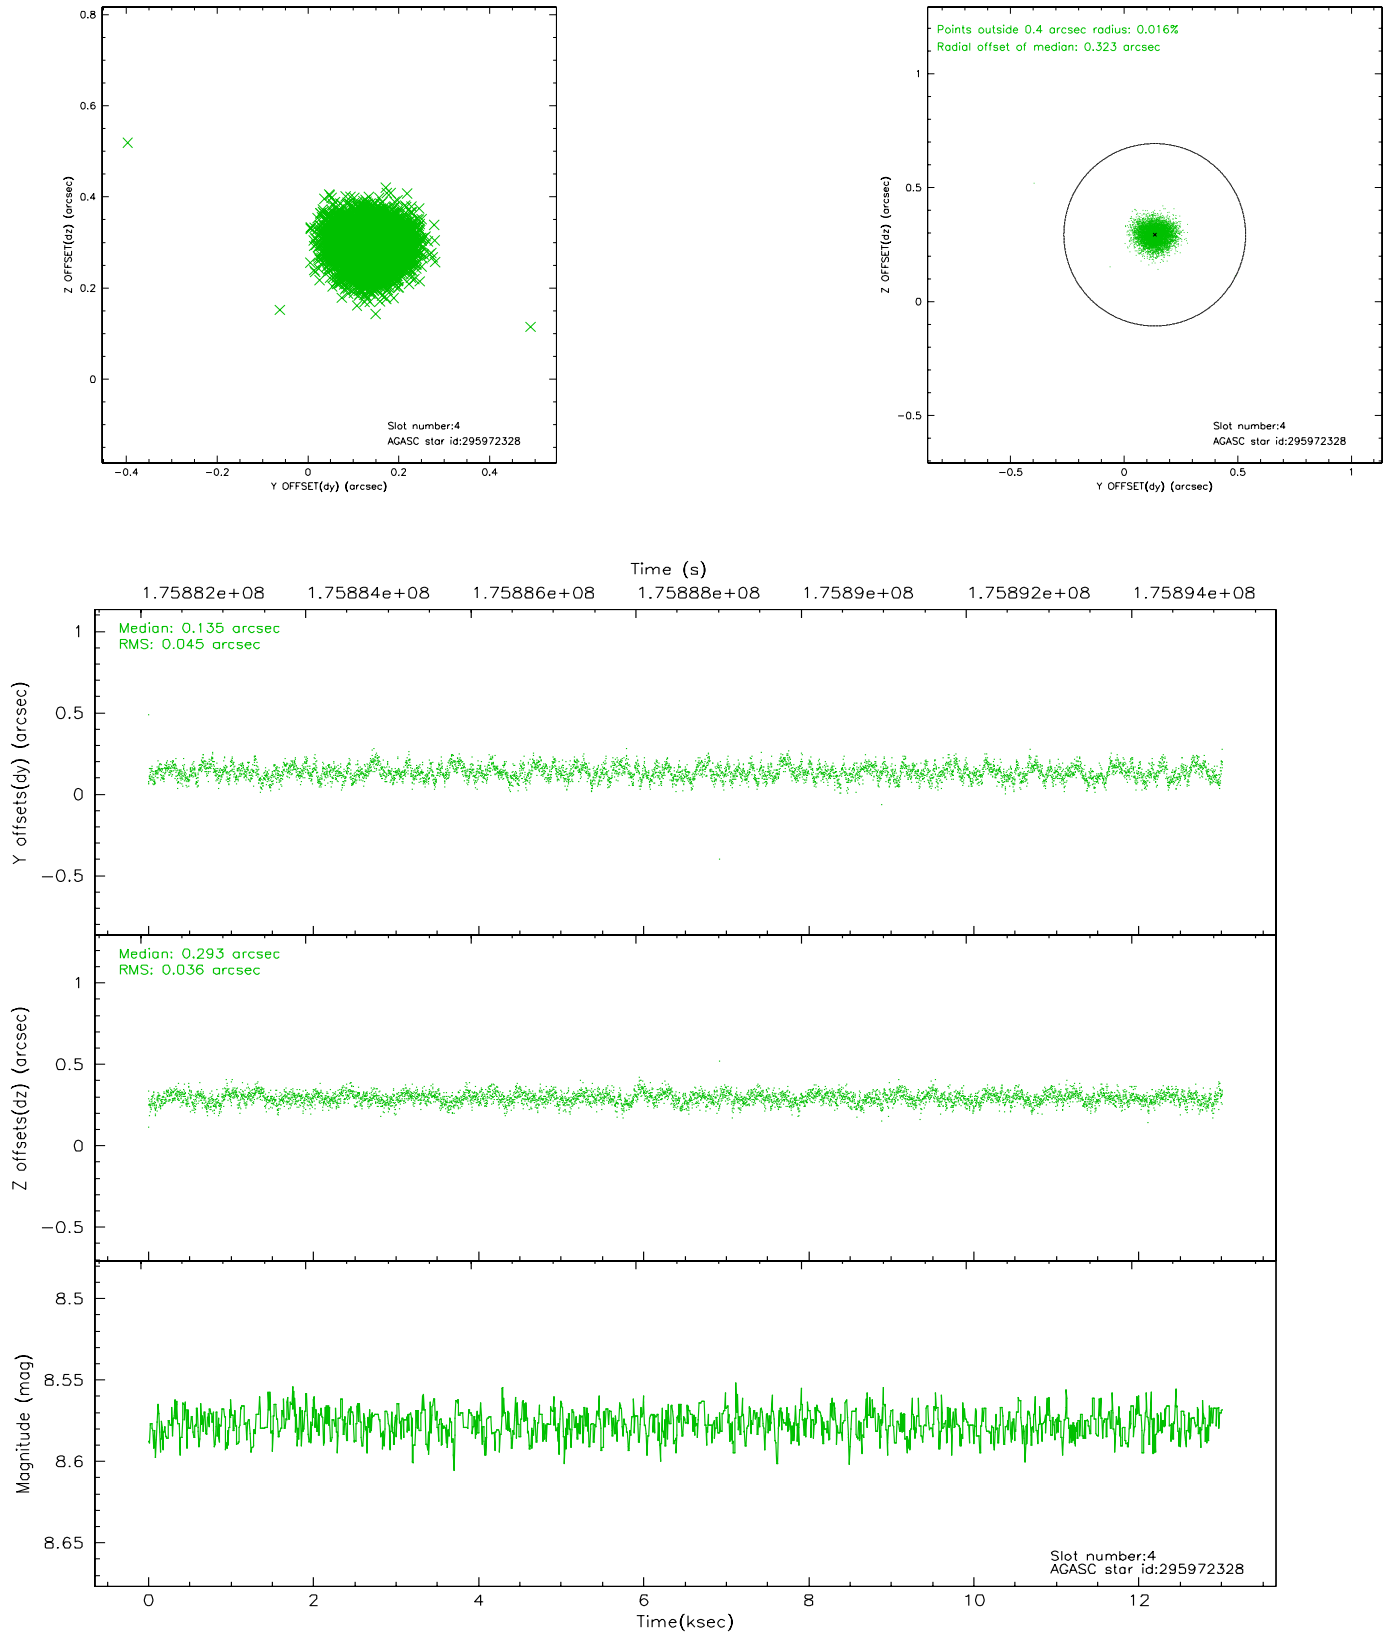 0.8
0.6
0.4
0.2
0
Z OFFSET(dz) (arcsec)
Slot number:4
AGASC star id:295972328
−0.4 −0.2 0 0.2 0.4
Y OFFSET(dy) (arcsec)
Points outside 0.4 arcsec radius: 0.016%
Radial offset of median: 0.323 arcsec
1
0.5
0
−0.5
Z OFFSET(dz) (arcsec)
Slot number:4
AGASC star id:295972328
−0.5 0 0.5 1
Y OFFSET(dy) (arcsec)
Time (s)
1.75882e+08 1.75884e+08 1.75886e+08 1.75888e+08 1.7589e+08 1.75892e+08 1.75894e+08
Median: 0.135 arcsec
RMS: 0.045 arcsec
1
0.5
0
−0.5
Y offsets(dy) (arcsec)
Median: 0.293 arcsec
RMS: 0.036 arcsec
1
0.5
0
−0.5
Z offsets(dz) (arcsec)
8.5
8.55
8.6
8.65
Magnitude (mag)
Slot number:4
AGASC star id:295972328
0 2 4 6 8 10 12
Time(ksec)